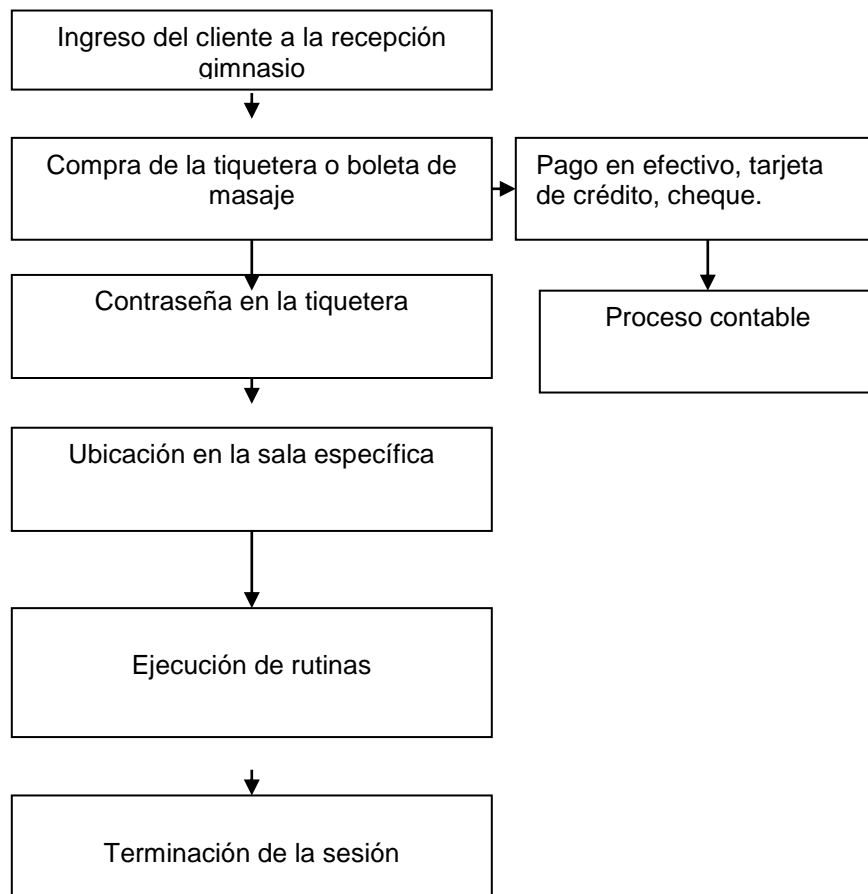 Ingreso del cliente a la recepción
gimnasio
Compra de la tiquetera o boleta de
masaje
Pago en efectivo, tarjeta
de crédito, cheque.
Contraseña en la tiquetera
Proceso contable
Ubicación en la sala específica
Ejecución de rutinas
Terminación de la sesión